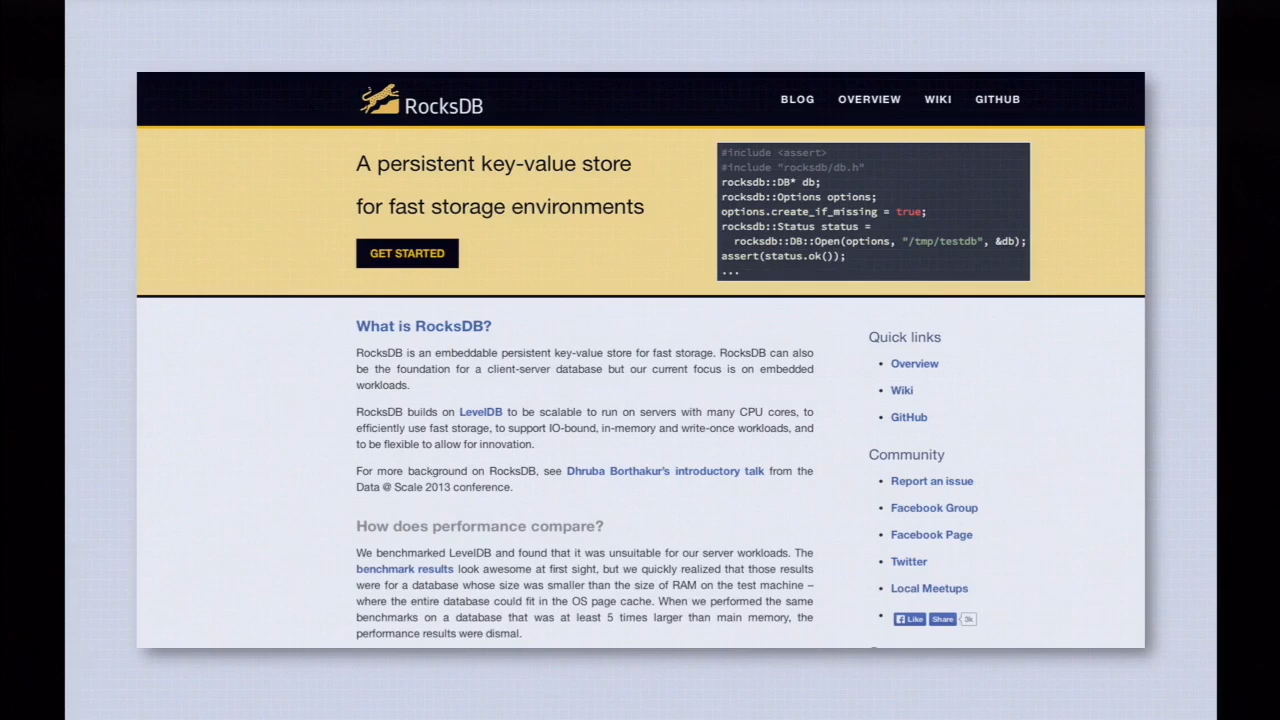 RocksDB
BLOG OVERVIEW WIKI GITHUB
A persistent key-value store
for fast storage environments
GET STARTED
#include <assert>
#include "rocksdb/db.h"
rocksdb::DB* db;
rocksdb::Options options;
options.create_if_missing = true;
rocksdb::Status status =
rocksdb::DB::Open(options, "/tmp/testdb", &db);
assert(status.ok());
...
What is RocksDB?
RocksDB is an embeddable persistent key-value store for fast storage. RocksDB can also
be the foundation for a client-server database but our current focus is on embedded
workloads.
RocksDB builds on LevelDB to be scalable to run on servers with many CPU cores, to
efficiently use fast storage, to support IO-bound, in-memory and write-once workloads, and
to be flexible to allow for innovation.
For more background on RocksDB, see Dhruba Borthakur's introductory talk from the
Data @ Scale 2013 conference.
How does performance compare?
We benchmarked LevelDB and found that it was unsuitable for our server workloads. The
benchmark results look awesome at first sight, but we quickly realized that those results
were for a database whose size was smaller than the size of RAM on the test machine –
where the entire database could fit in the OS page cache. When we performed the same
benchmarks on a database that was at least 5 times larger than main memory, the
performance results were dismal.
Quick links
• Overview
• Wiki
• GitHub
Community
• Report an issue
• Facebook Group
• Facebook Page
• Twitter
• Local Meetups
• Like Share 3k